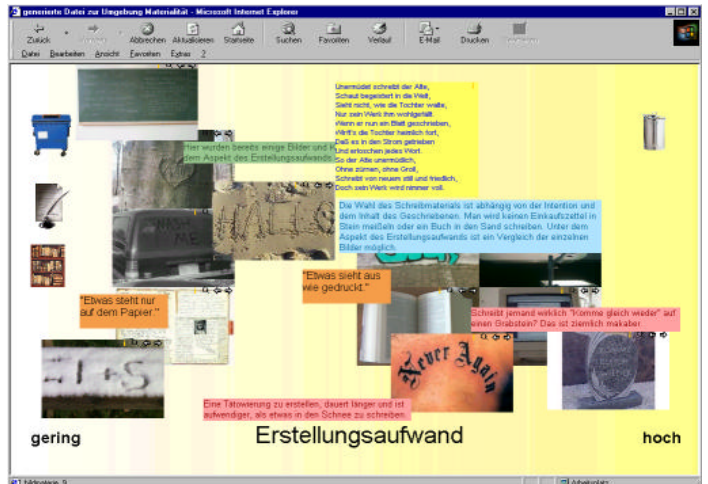 generierte Datei zur Umgebung Materialität - Microsoft Internet Explorer
Zurück Abbrechen Aktualisieren Startseite Suchen Favoriten Verlauf E-Mail Drucken
Datei Bearbeiten Ansicht Favoriten Extras ?
Unermüdet schreibt der Alte,
Schaut begeistert in die Welt,
Sieht nicht, wie die Tochter walte,
Nur sein Werk ihm wohlgefällt.
Wenn er nun ein Blatt geschrieben,
Wirft's die Tochter heimlich fort,
Daß es in den Strom getrieben
Und erloschen jedes Wort.
So der Alte unermüdlich,
Ohne zürnen, ohne Groll,
Schreibt von neuem still und friedlich,
Doch sein Werk wird nimmer voll.
Hier wurden bereits einige Bilder und K
dem Aspekt des Erstellungsaufwands
WASH
ME
HALLO
Die Wahl des Schreibmaterials ist abhängig von der Intention und
dem Inhalt des Geschriebenen. Man wird keinen Einkaufszettel in
Stein meißeln oder ein Buch in den Sand schreiben. Unter dem
Aspekt des Erstellungsaufwands ist ein Vergleich der einzelnen
Bilder möglich.
"Etwas sieht aus
wie gedruckt."
"Etwas steht nur
auf dem Papier."
Schreibt jemand wirklich "Komme gleich wieder" auf
einen Grabstein? Das ist ziemlich makaber.
H+S
Never Again
Eine Tätowierung zu erstellen, dauert länger und ist
aufwendiger, als etwas in den Schnee zu schreiben.
gering Erstellungsaufwand hoch
Arbeitsplatz